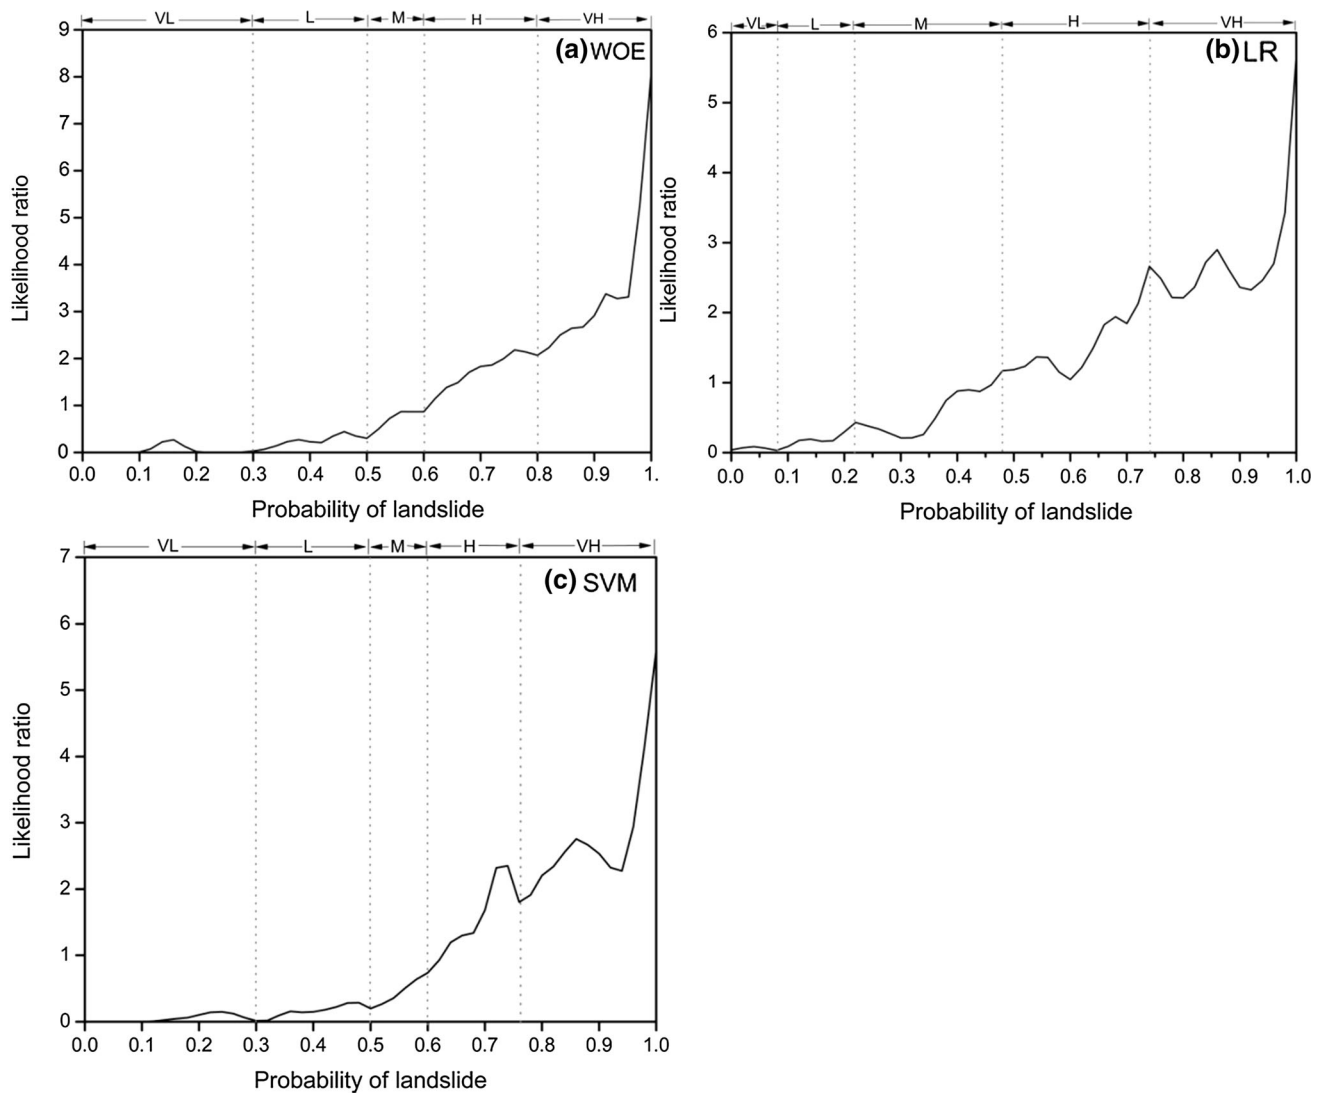 VL L M H VH
(a) WOE
9
8
7
6
5
4
3
2
1
0
Likelihood ratio
0.0 0.1 0.2 0.3 0.4 0.5 0.6 0.7 0.8 0.9 1.
Probability of landslide
VL L M H VH
(b) LR
6
5
4
3
2
1
0
Likelihood ratio
0.0 0.1 0.2 0.3 0.4 0.5 0.6 0.7 0.8 0.9 1.0
Probability of landslide
VL L M H VH
(c) SVM
7
6
5
4
3
2
1
0
Likelihood ratio
0.0 0.1 0.2 0.3 0.4 0.5 0.6 0.7 0.8 0.9 1.0
Probability of landslide